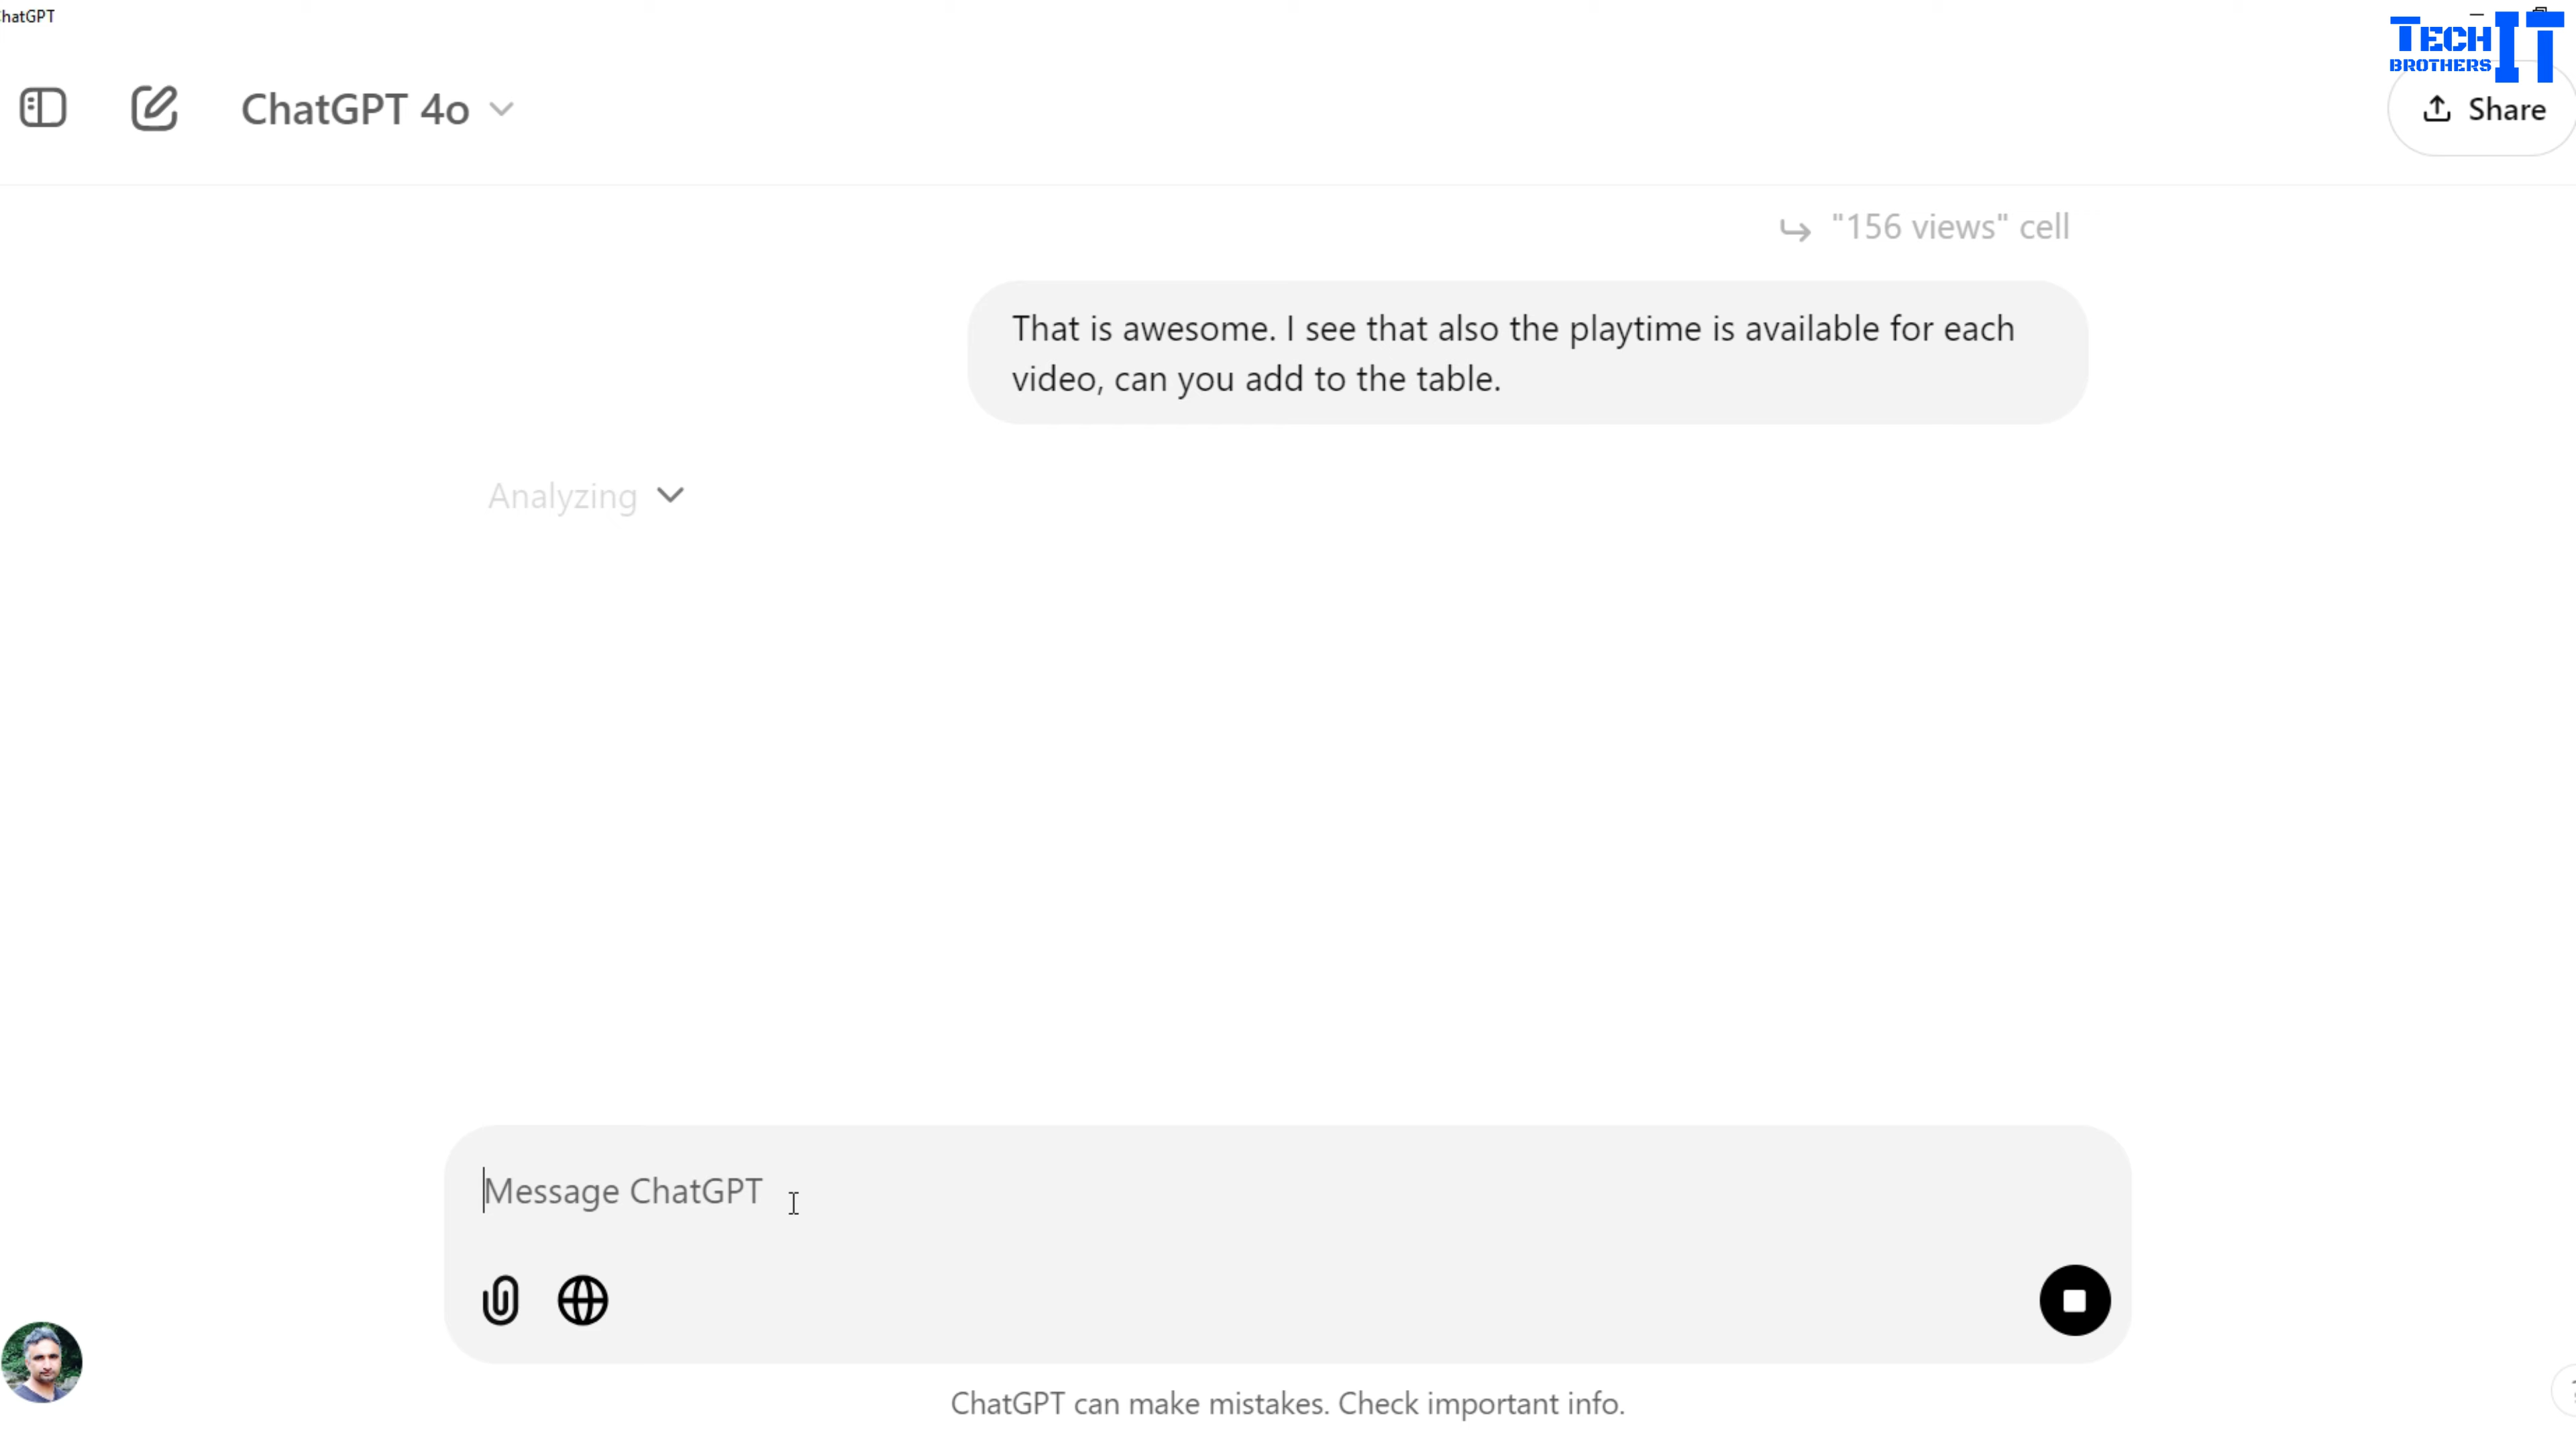 ChatGPT
TECH IT
BROTHERS
ChatGPT 4o
Share
"156 views" cell
That is awesome. I see that also the playtime is available for each
video, can you add to the table.
Analyzing
Message ChatGPT
ChatGPT can make mistakes. Check important info.